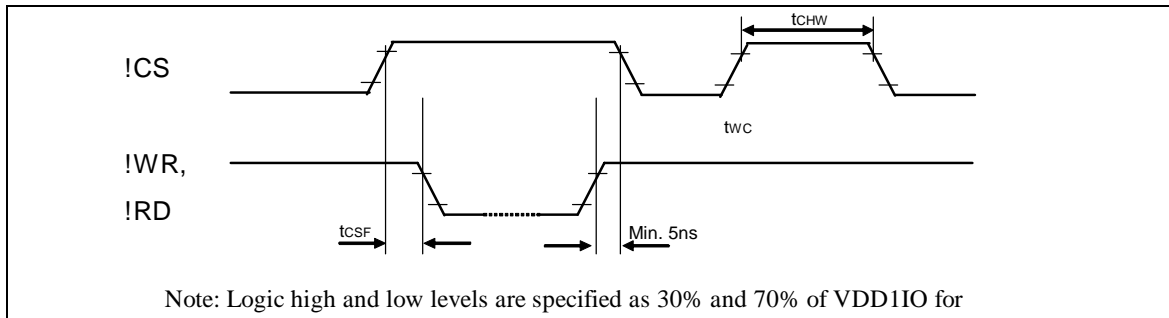 tCHW
!CS
tWC
!WR,
!RD
tCSF
Min. 5ns
Note: Logic high and low levels are specified as 30% and 70% of VDD1IO for